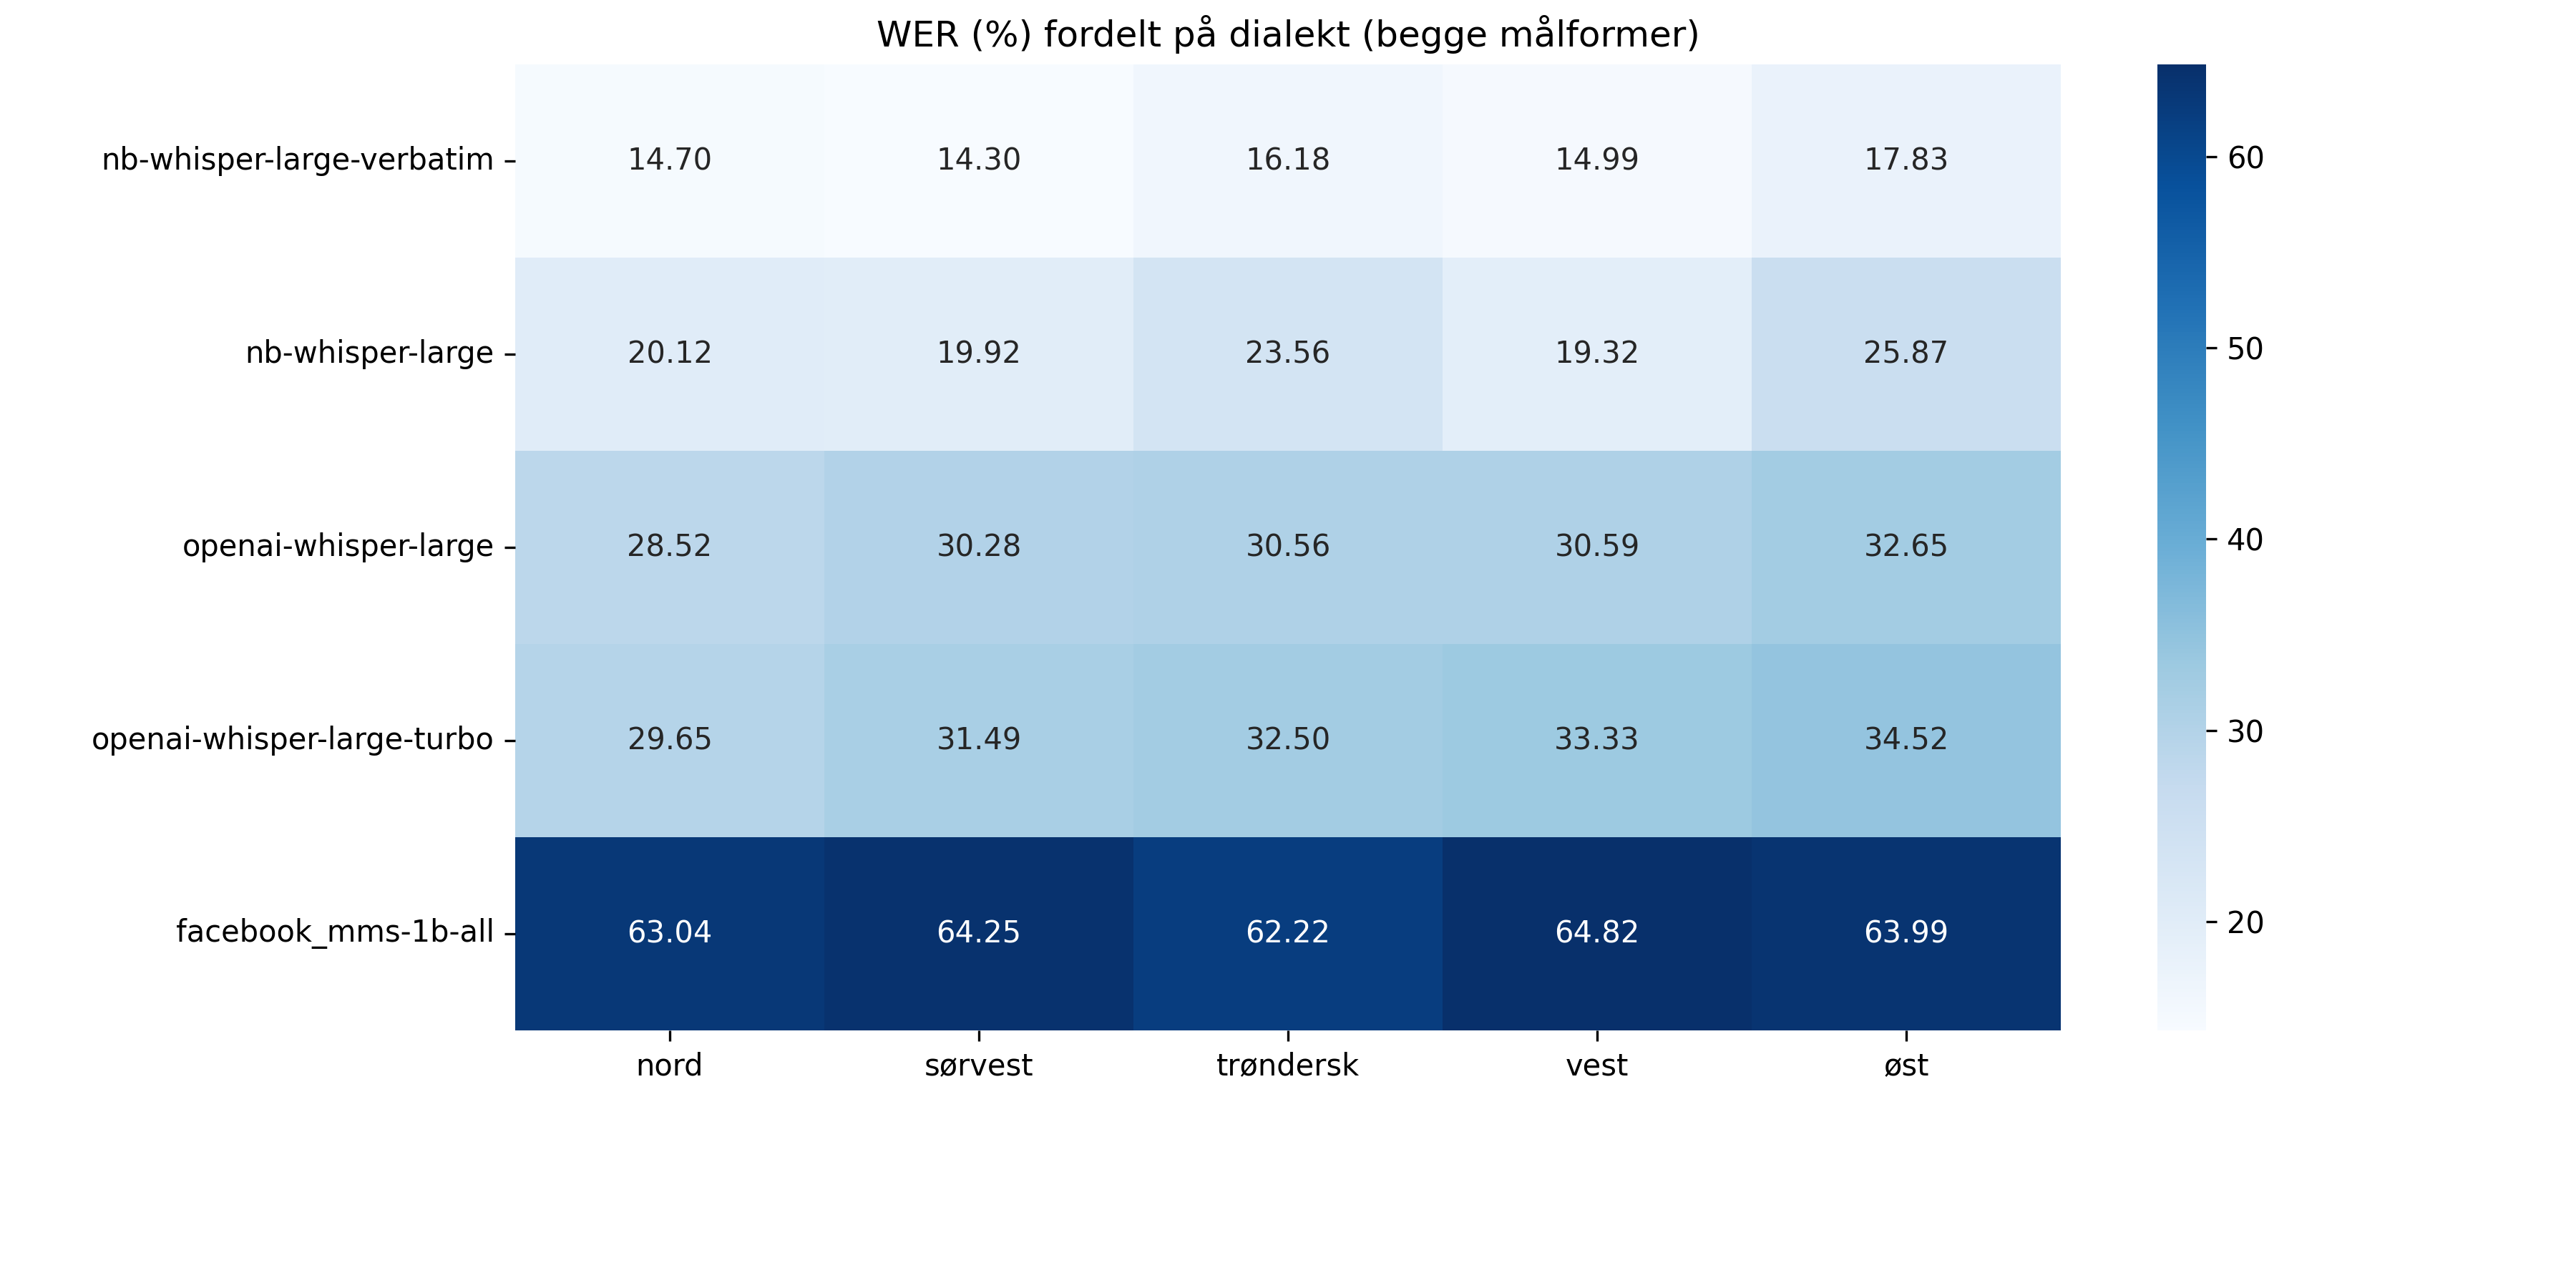 WER (%) fordelt på dialekt (begge målformer)
nb-whisper-large-verbatim 14.70 14.30 16.18 14.99 17.83
nb-whisper-large 20.12 19.92 23.56 19.32 25.87
openai-whisper-large 28.52 30.28 30.56 30.59 32.65
openai-whisper-large-turbo 29.65 31.49 32.50 33.33 34.52
facebook_mms-1b-all 63.04 64.25 62.22 64.82 63.99
nord sørvest trøndersk vest øst
60
50
40
30
20